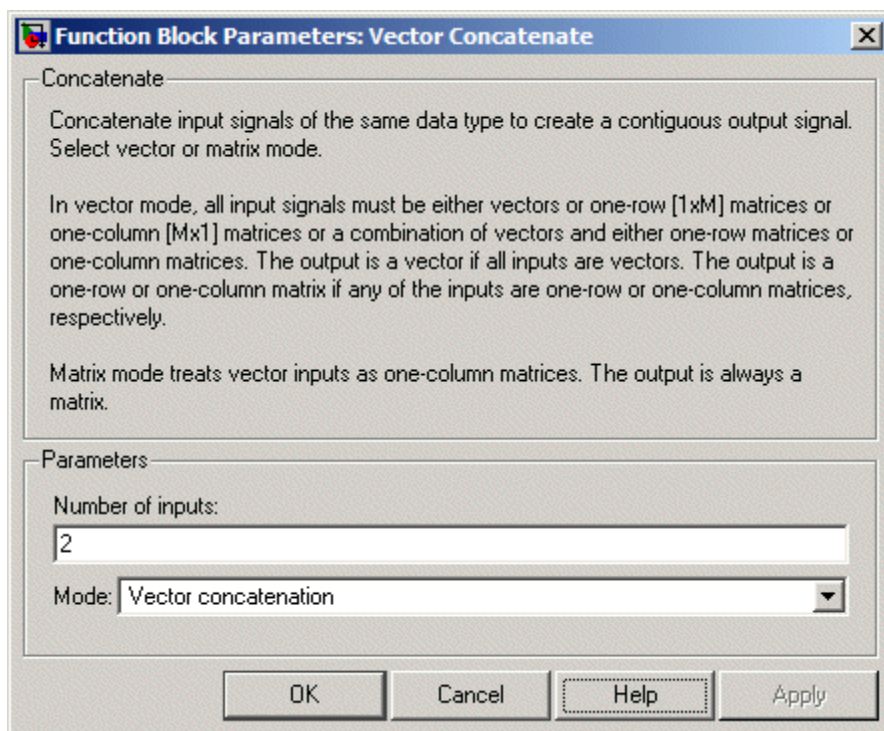 Function Block Parameters: Vector Concatenate
Concatenate
Concatenate input signals of the same data type to create a contiguous output signal.
Select vector or matrix mode.
In vector mode, all input signals must be either vectors or one-row [1xM] matrices or
one-column [Mx1] matrices or a combination of vectors and either one-row matrices or
one-column matrices. The output is a vector if all inputs are vectors. The output is a
one-row or one-column matrix if any of the inputs are one-row or one-column matrices,
respectively.
Matrix mode treats vector inputs as one-column matrices. The output is always a
matrix.
Parameters
Number of inputs:
2
Mode: Vector concatenation
OK Cancel Help Apply